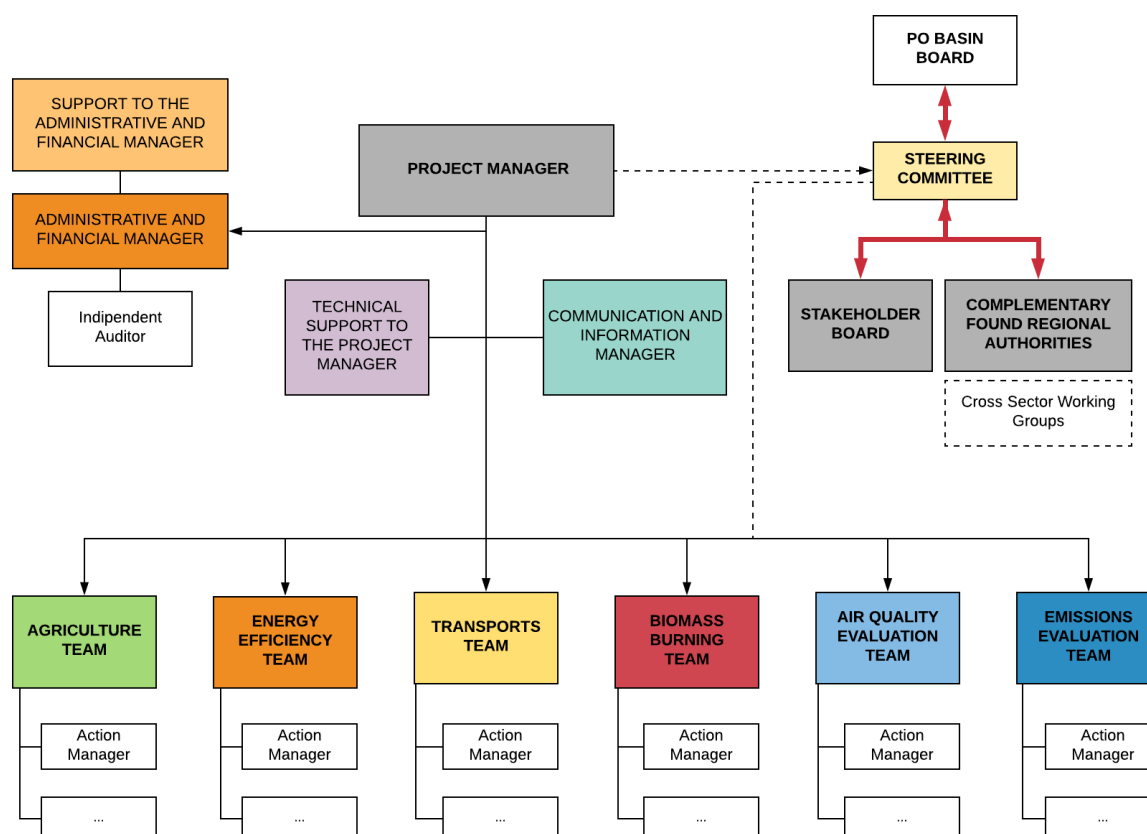 PO BASIN
BOARD
SUPPORT TO THE
ADMINISTRATIVE AND
FINANCIAL MANAGER
PROJECT MANAGER
STEERING
COMMITTEE
ADMINISTRATIVE AND
FINANCIAL MANAGER
Indipendent
Auditor
TECHNICAL
SUPPORT TO
THE PROJECT
MANAGER
COMMUNICATION AND
INFORMATION
MANAGER
STAKEHOLDER
BOARD
COMPLEMENTARY
FOUND REGIONAL
AUTHORITIES
Cross Sector Working
Groups
AGRICULTURE
TEAM
ENERGY
EFFICIENCY
TEAM
TRANSPORTS
TEAM
BIOMASS
BURNING
TEAM
AIR QUALITY
EVALUATION
TEAM
EMISSIONS
EVALUATION
TEAM
Action
Manager
Action
Manager
Action
Manager
Action
Manager
Action
Manager
Action
Manager
...
...
...
...
...
...